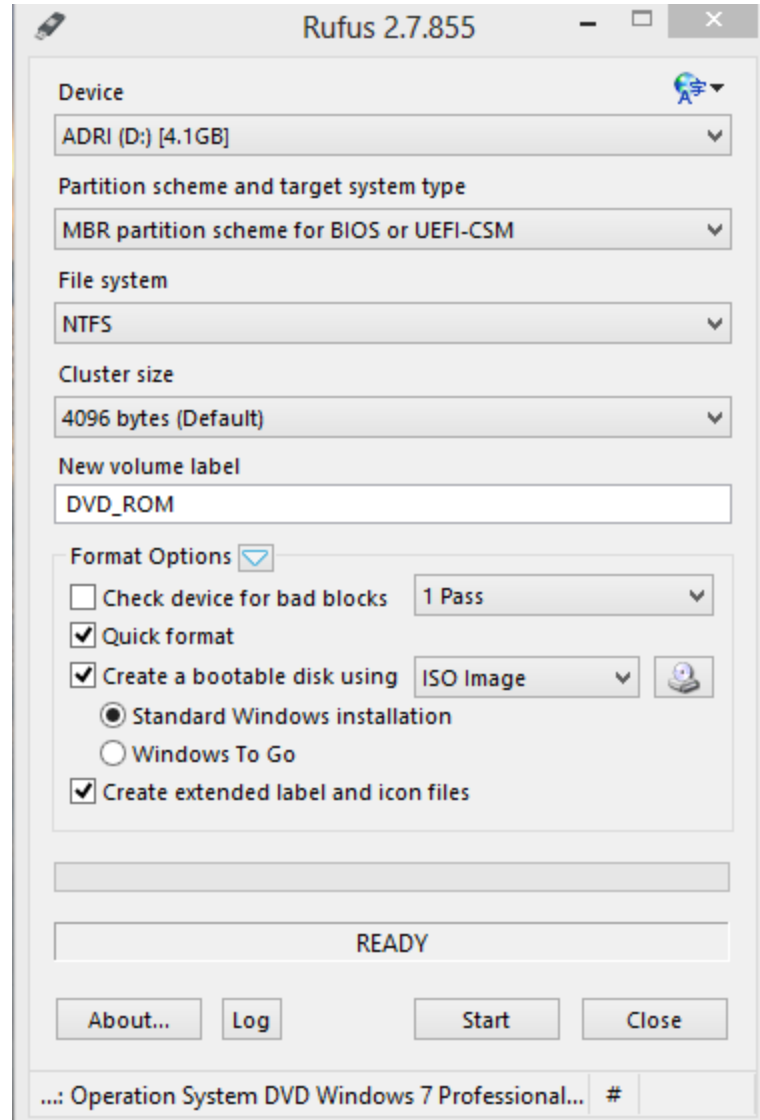 Rufus 2.7.855
Device
ADRI (D:) [4.1GB]
Partition scheme and target system type
MBR partition scheme for BIOS or UEFI-CSM
File system
NTFS
Cluster size
4096 bytes (Default)
New volume label
DVD_ROM
Format Options
Check device for bad blocks 1 Pass
Quick format
Create a bootable disk using ISO Image
Standard Windows installation
Windows To Go
Create extended label and icon files
READY
About... Log Start Close
...: Operation System DVD Windows 7 Professional... #